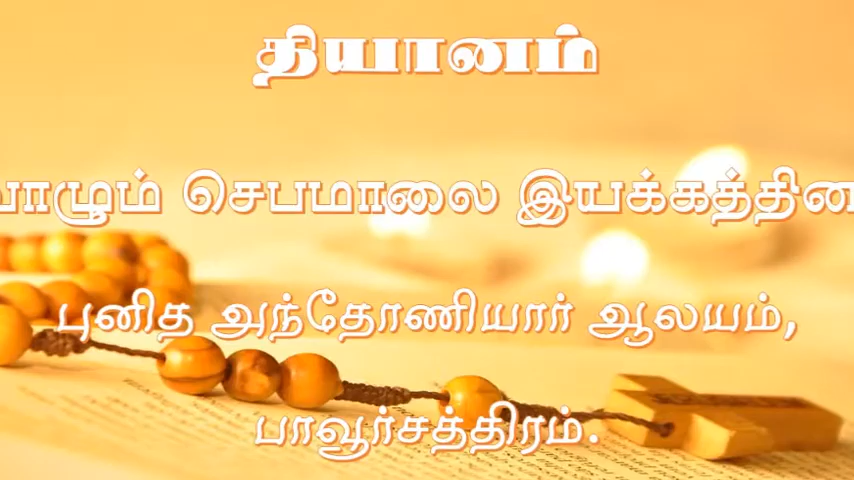 தியானம்
வாழும் செபமாலை இயக்கத்தின
புனித அந்தோணியார் ஆலயம்,
பாவூர்சத்திரம்.